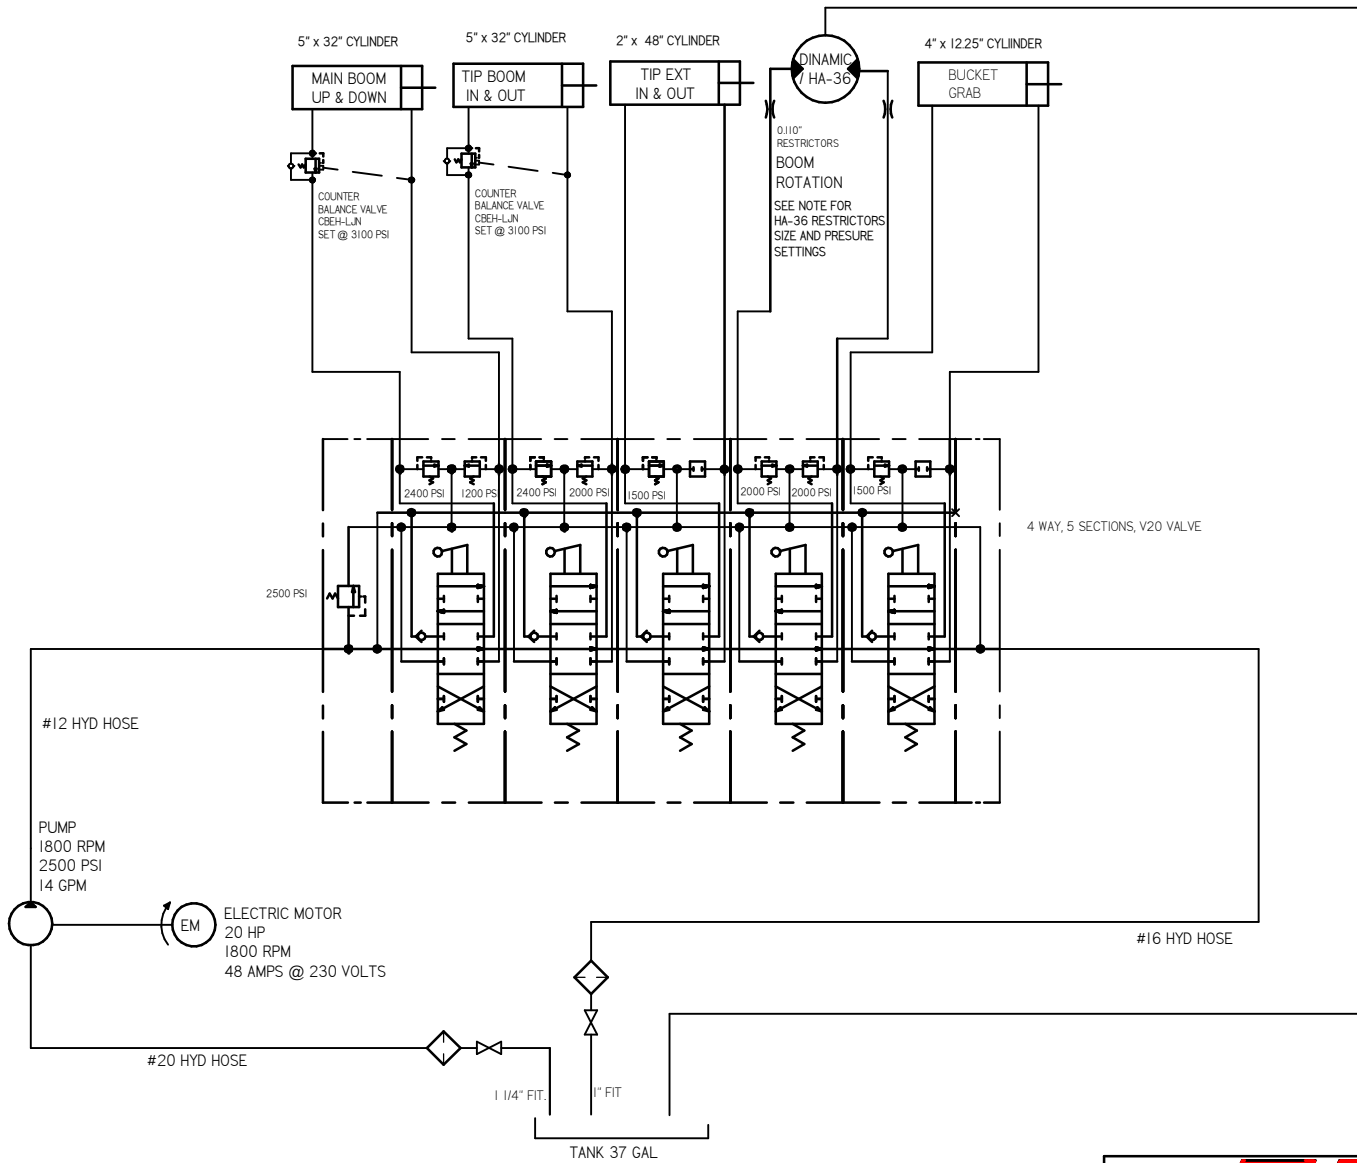 5" x 32" CYLINDER
5" x 32" CYLINDER
2" x 48" CYLINDER
4" x 12.25" CYLIINDER
MAIN BOOM
UP & DOWN
TIP BOOM
IN & OUT
TIP EXT
IN & OUT
DINAMIC
/ HA-36
BUCKET
GRAB
0.110"
RESTRICTORS
BOOM
ROTATION
SEE NOTE FOR
HA-36 RESTRICTORS
SIZE AND PRESURE
SETTINGS
COUNTER
BALANCE VALVE
CBEH-LJN
SET @ 3100 PSI
COUNTER
BALANCE VALVE
CBEH-LJN
SET @ 3100 PSI
2400 PSI
1200 PSI
2400 PSI
2000 PSI
1500 PSI
2000 PSI
2000 PSI
1500 PSI
4 WAY, 5 SECTIONS, V20 VALVE
2500 PSI
#12 HYD HOSE
PUMP
1800 RPM
2500 PSI
14 GPM
EM
ELECTRIC MOTOR
20 HP
1800 RPM
48 AMPS @ 230 VOLTS
#16 HYD HOSE
#20 HYD HOSE
1 1/4" FIT.
1" FIT
TANK 37 GAL